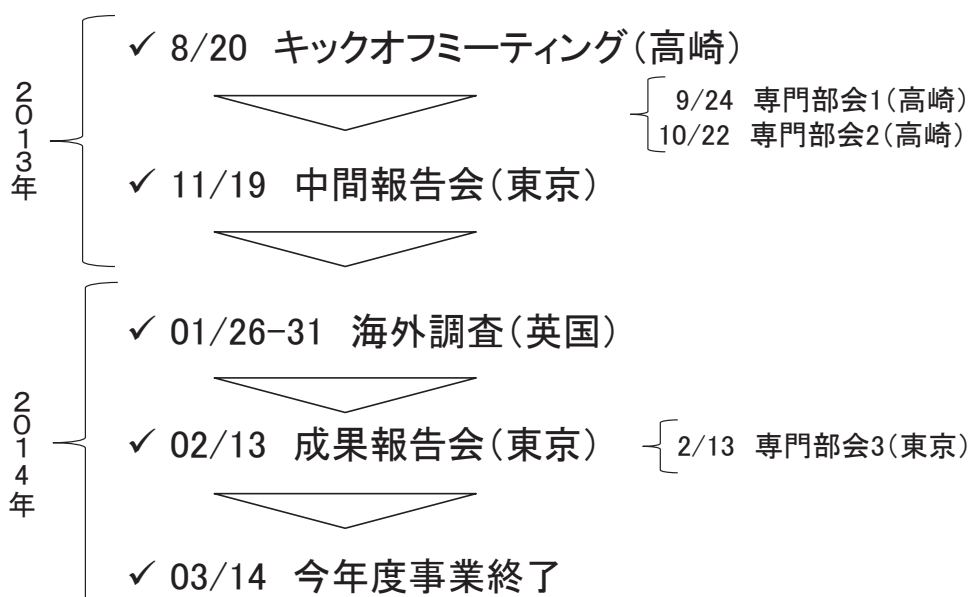 2013年
✓ 8/20 キックオフミーティング(高崎)
9/24 専門部会1(高崎)
10/22 専門部会2(高崎)
✓ 11/19 中間報告会(東京)
2014年
✓ 01/26-31 海外調査(英国)
✓ 02/13 成果報告会(東京)
2/13 専門部会3(東京)
✓ 03/14 今年度事業終了